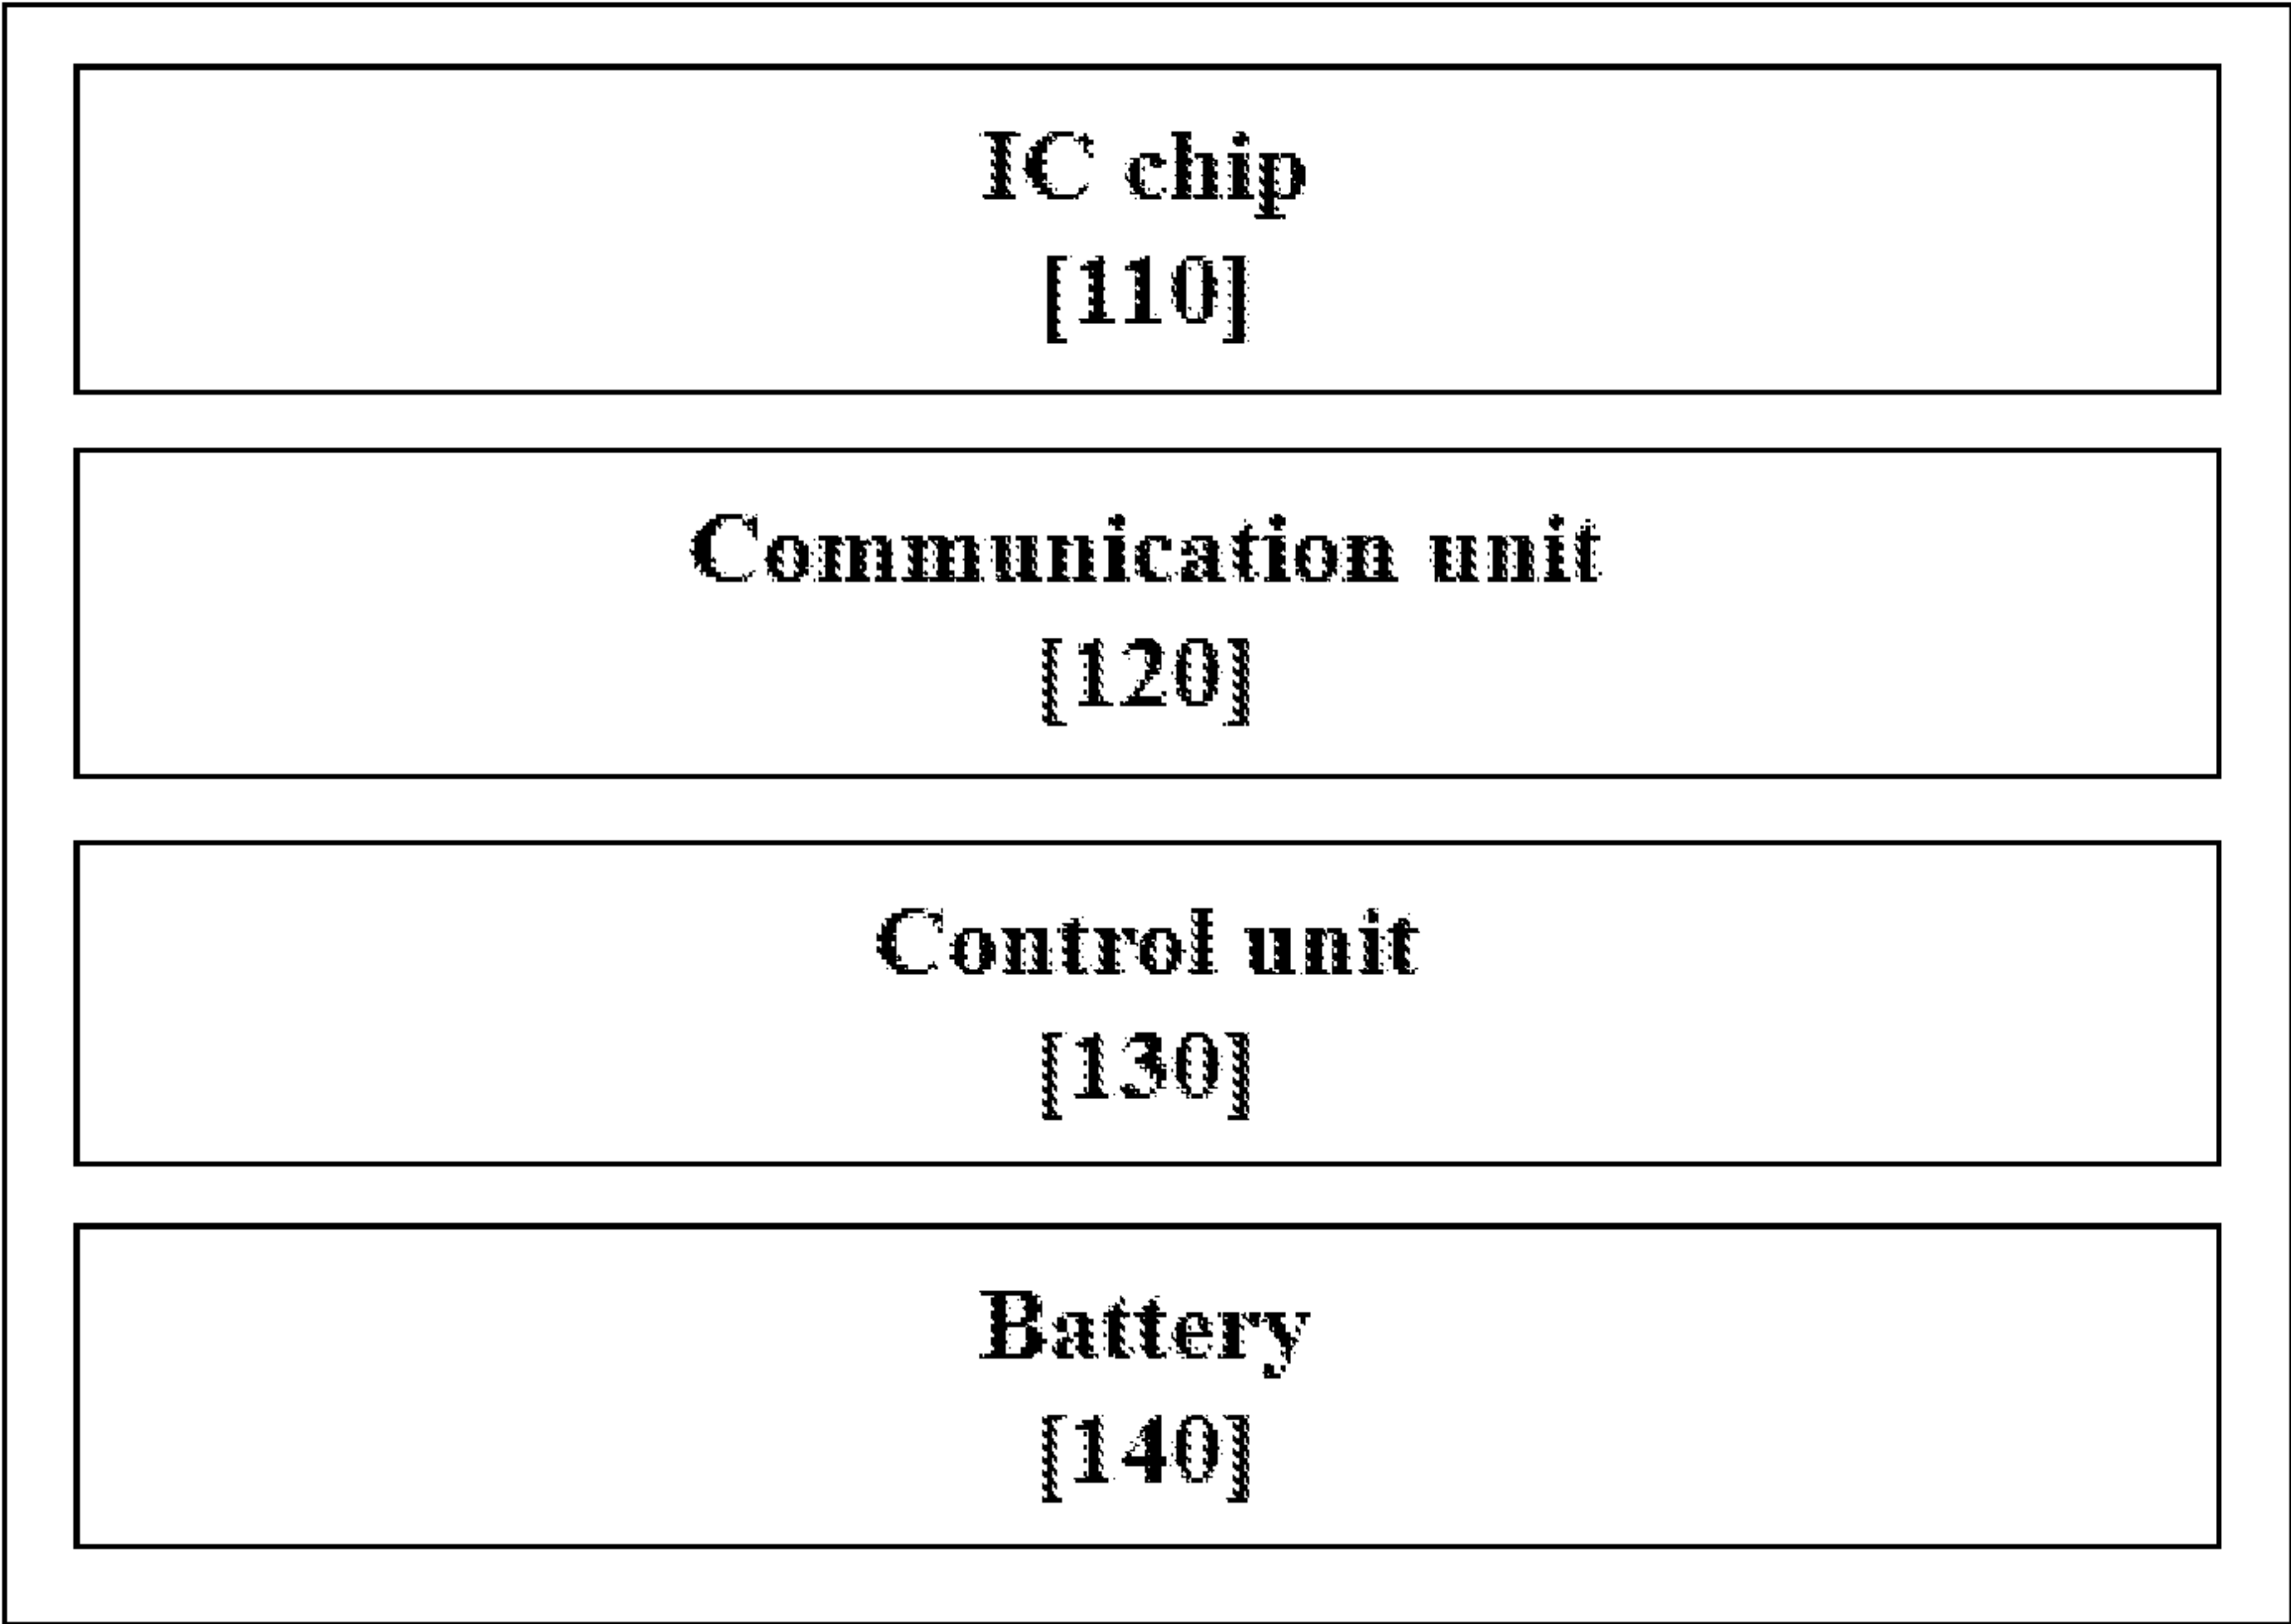 IC chip
[110]
Communication unit
[120]
Control unit
[130]
Battery
[140]